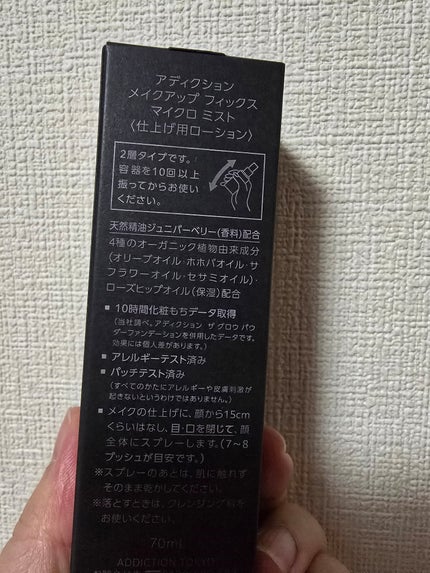 アディクション
メイクアップ フィックス
マイクロ ミスト
〈仕上げ用ローション〉
2層タイプです。
容器を10回以上
振ってからお使い
ください。
天然精油ジュニパーベリー(香料)配合
4種のオーガニック植物由来成分
(オリーブオイル・ホホバオイル・サ
フラワーオイル・セサミオイル)・
ローズヒップオイル(保湿)配合
■ 10時間化粧もちデータ取得
(当社調べ。アディクション ザ グロウ パウ
ダーファンデーションを併用したデータです。
効果には個人差があります。)
■ アレルギーテスト済み
■ パッチテスト済み
(すべてのかたにアレルギーや皮膚刺激が
起きないというわけではありません。)
■ メイクの仕上げに、顔から15cm
くらいはなし、目・口を閉じて、顔
全体にスプレーします。(7~8
プッシュが目安です。)
※スプレーのあとは、肌に触れず
そのまま乾かしてください。
※落とすときは、クレンジング料を
お使いください。
70mL
ADDICTION TOKYO